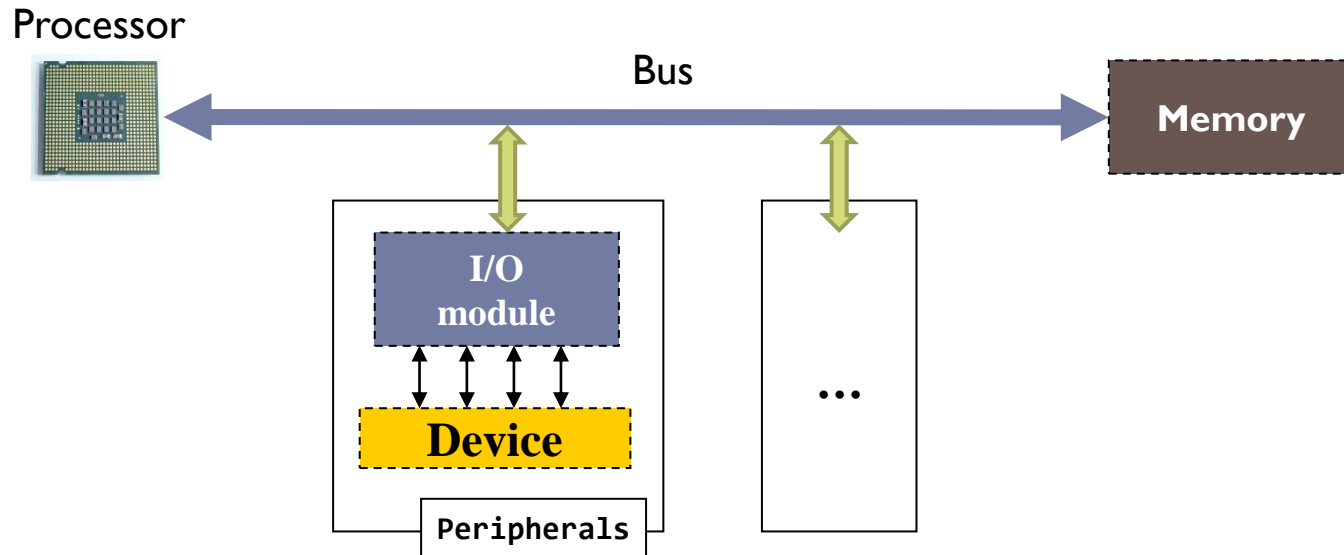 Processor
Bus
Memory
I/O
module
...
Device
Peripherals